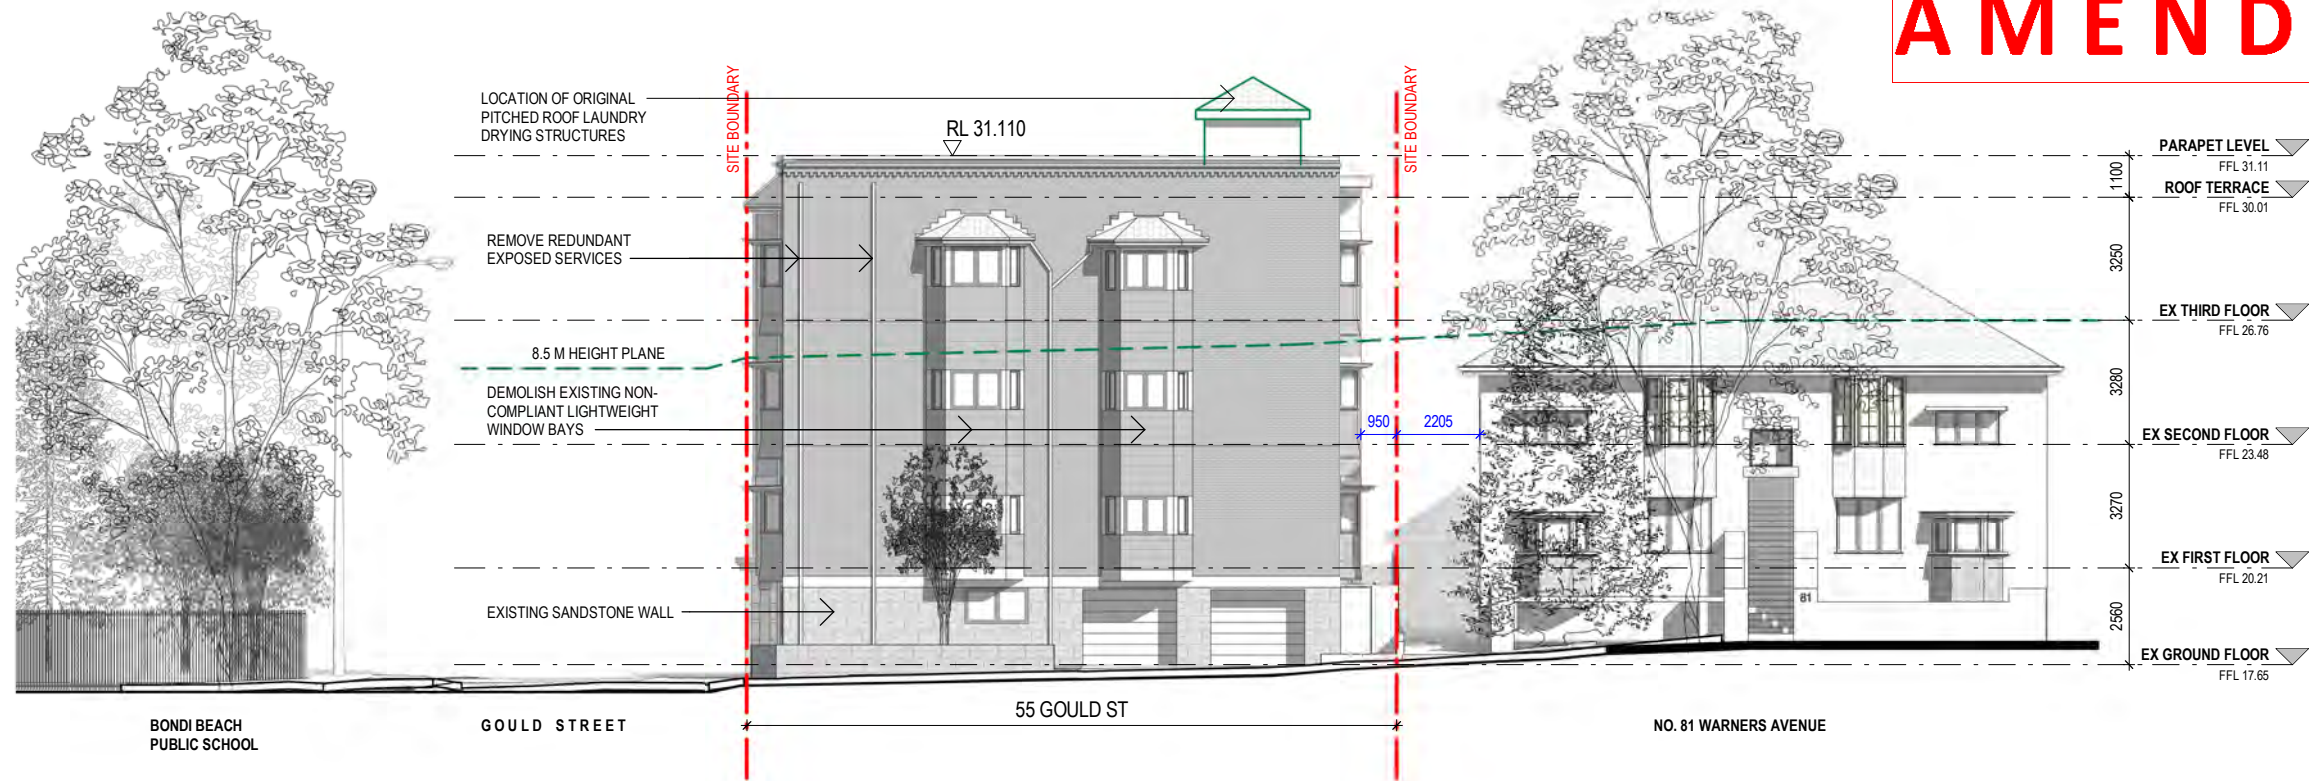 AMEND
LOCATION OF ORIGINAL
PITCHED ROOF LAUNDRY
DRYING STRUCTURES
SITE BOUNDARY
RL 31.110
SITE BOUNDARY
PARAPET LEVEL
FFL 31.11
1100
ROOF TERRACE
FFL 30.01
REMOVE REDUNDANT
EXPOSED SERVICES
3250
EX THIRD FLOOR
FFL 26.76
8.5 M HEIGHT PLANE
3280
DEMOLISH EXISTING NON-
COMPLIANT LIGHTWEIGHT
WINDOW BAYS
950
2205
EX SECOND FLOOR
FFL 23.48
3270
EX FIRST FLOOR
FFL 20.21
EXISTING SANDSTONE WALL
81
2560
EX GROUND FLOOR
FFL 17.65
BONDI BEACH
PUBLIC SCHOOL
GOULD STREET
55 GOULD ST
NO. 81 WARNERS AVENUE